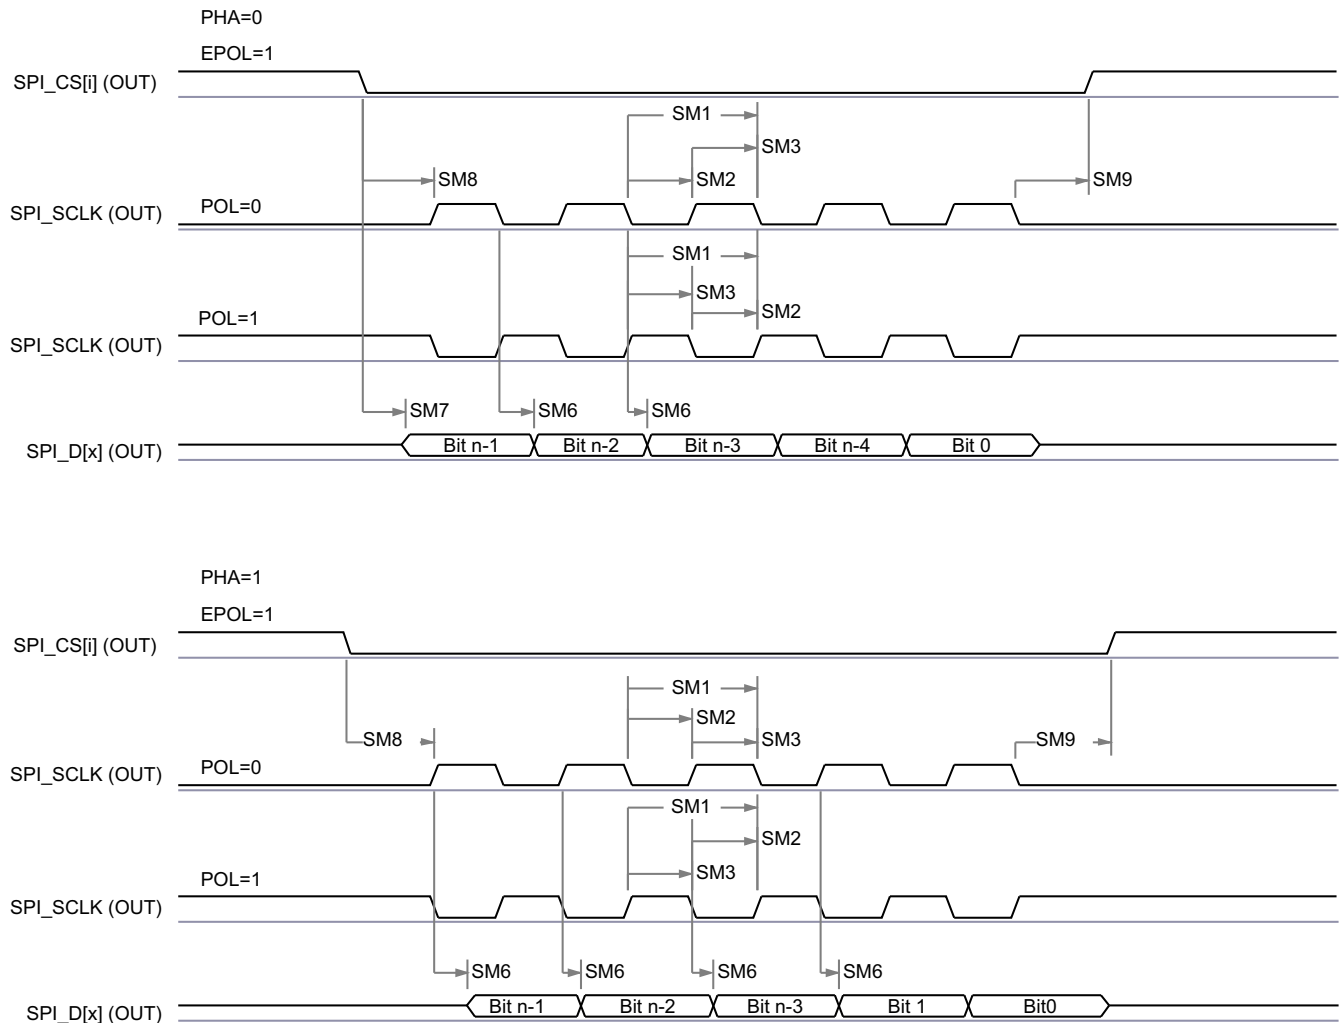 PHA=0
EPOL=1
SPI_CS[i] (OUT)
SM1
SM3
SM8
SM2
SM9
POL=0
SPI_SCLK (OUT)
SM1
SM3
SM2
POL=1
SPI_SCLK (OUT)
SM7
SM6
SM6
SPI_D[x] (OUT)
Bit n-1
Bit n-2
Bit n-3
Bit n-4
Bit 0
PHA=1
EPOL=1
SPI_CS[i] (OUT)
SM1
SM2
SM8
SM3
SM9
POL=0
SPI_SCLK (OUT)
SM1
SM2
SM3
POL=1
SPI_SCLK (OUT)
SM6
SM6
SM6
SM6
SPI_D[x] (OUT)
Bit n-1
Bit n-2
Bit n-3
Bit 1
Bit0